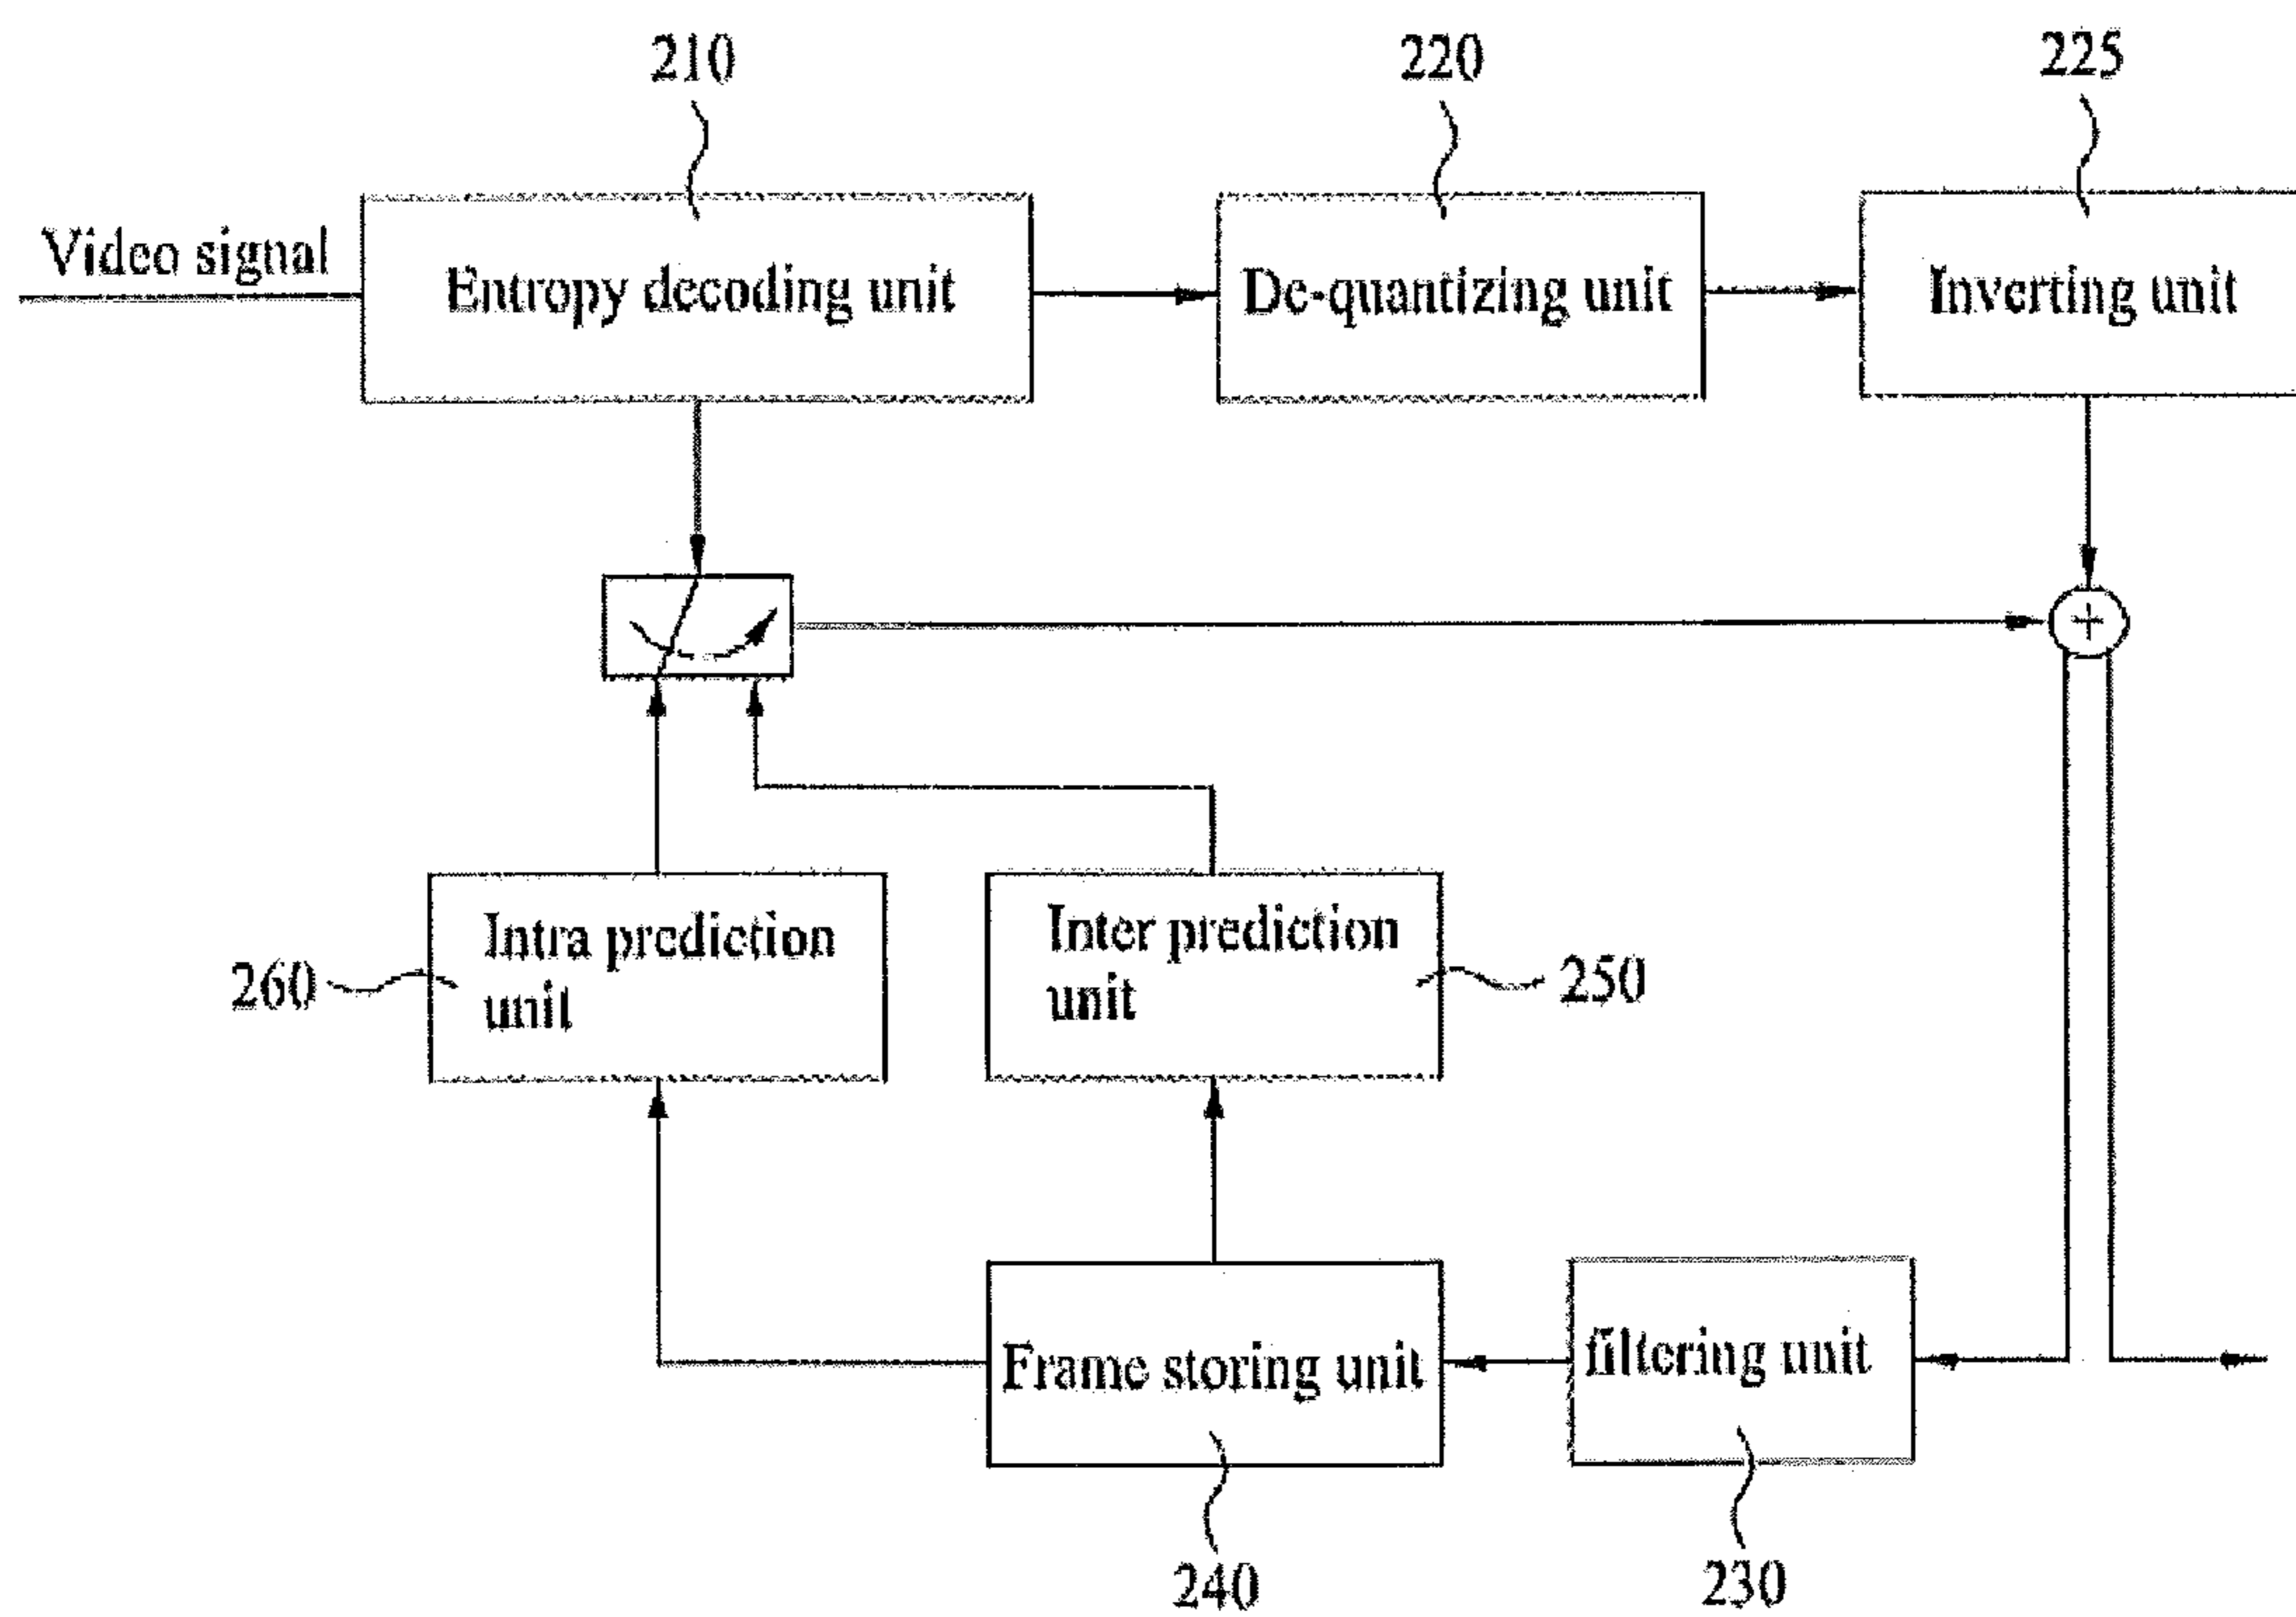 210
220
225
Video signal
Entropy decoding unit
De-quantizing unit
Inverting unit
+
Intra prediction
unit
260
Inter prediction
unit
250
Frame storing unit
filtering unit
240
230